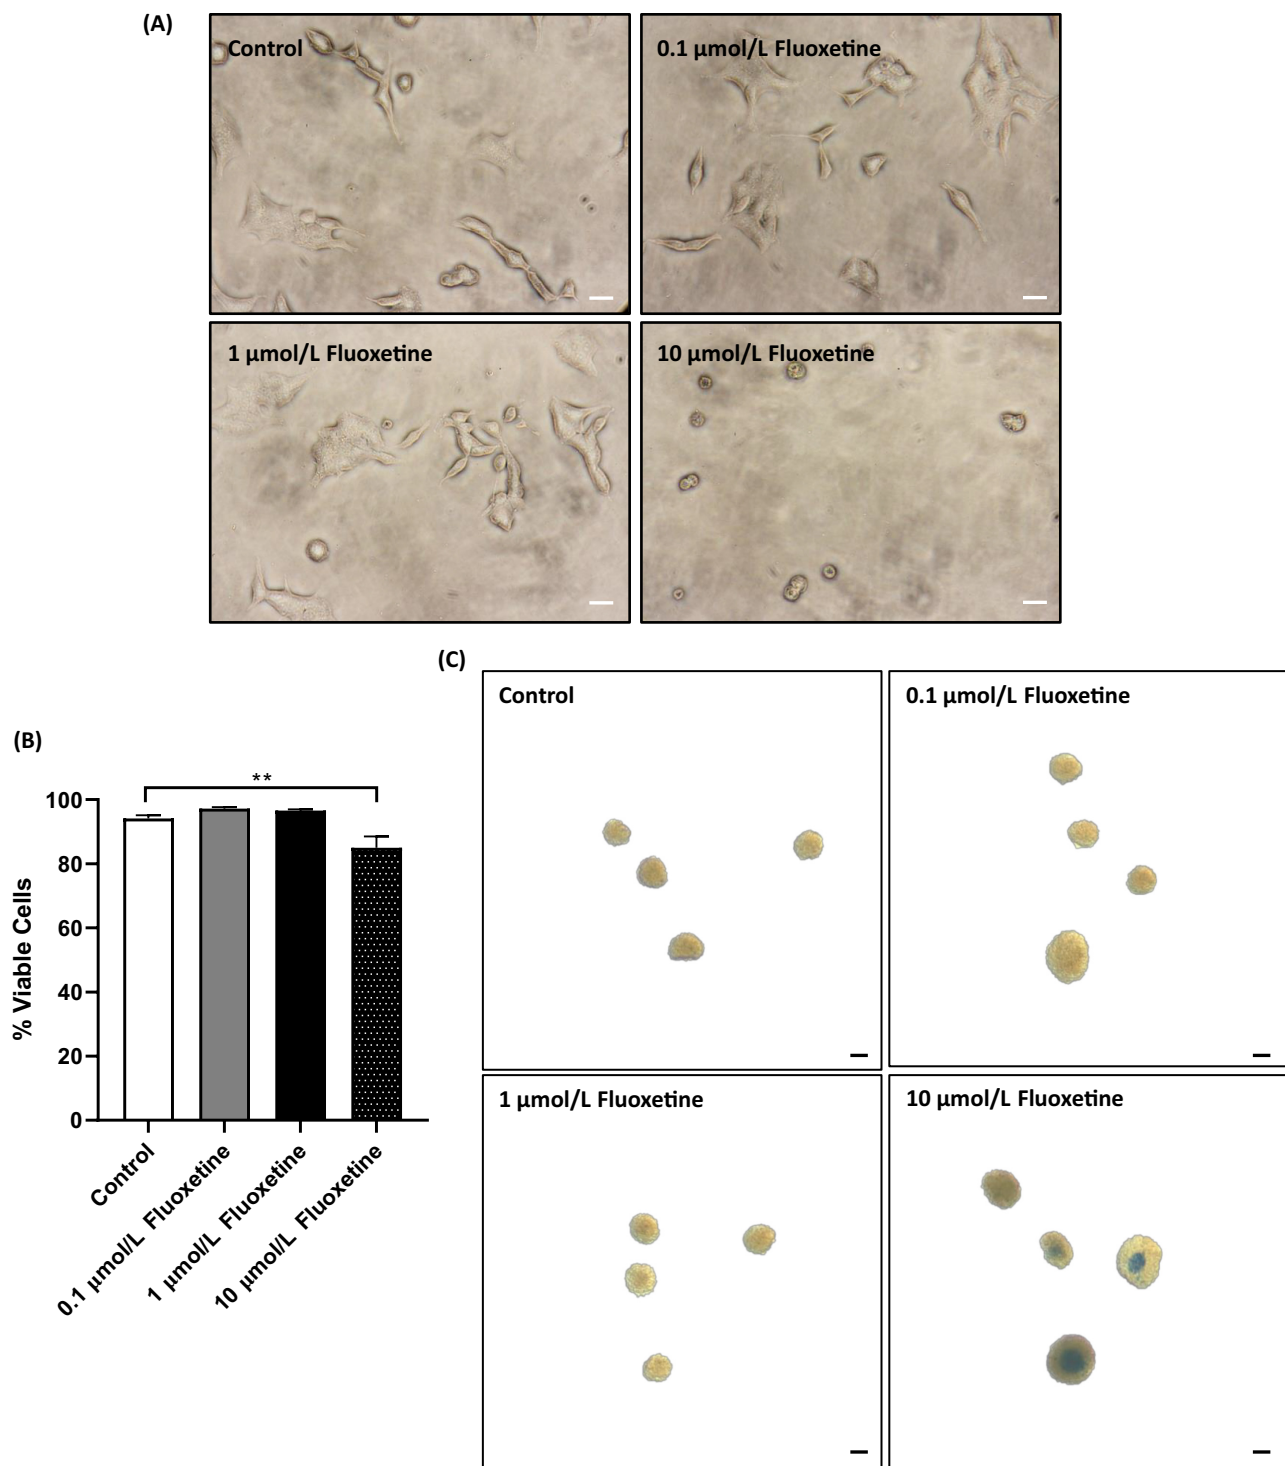 (A)
Control
0.1 µmol/L Fluoxetine
1 µmol/L Fluoxetine
10 µmol/L Fluoxetine
(B)
**
% Viable Cells
100
80
60
40
20
0
Control
0.1 µmol/L Fluoxetine
1 µmol/L Fluoxetine
10 µmol/L Fluoxetine
(C)
Control
0.1 µmol/L Fluoxetine
1 µmol/L Fluoxetine
10 µmol/L Fluoxetine